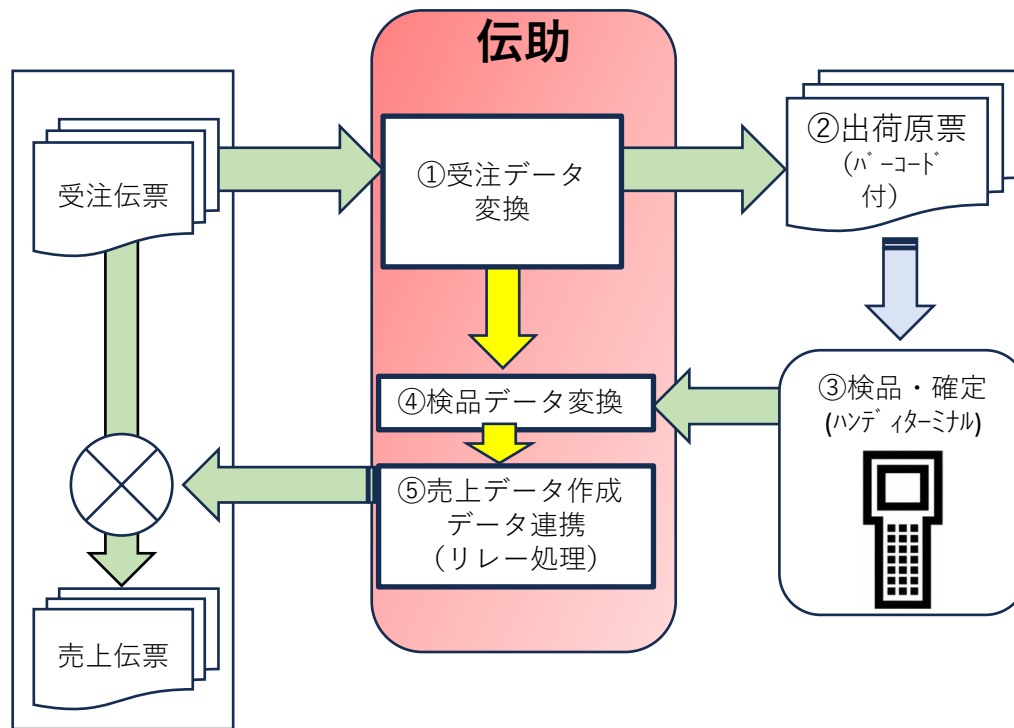 伝助
受注伝票
①受注データ
変換
②出荷原票
(ﾊﾞｰｺｰﾄﾞ
付)
③検品・確定
(ﾊﾝﾃﾞｨﾀｰﾐﾅﾙ)
④検品データ変換
⑤売上データ作成
データ連携
(リレー処理)
売上伝票